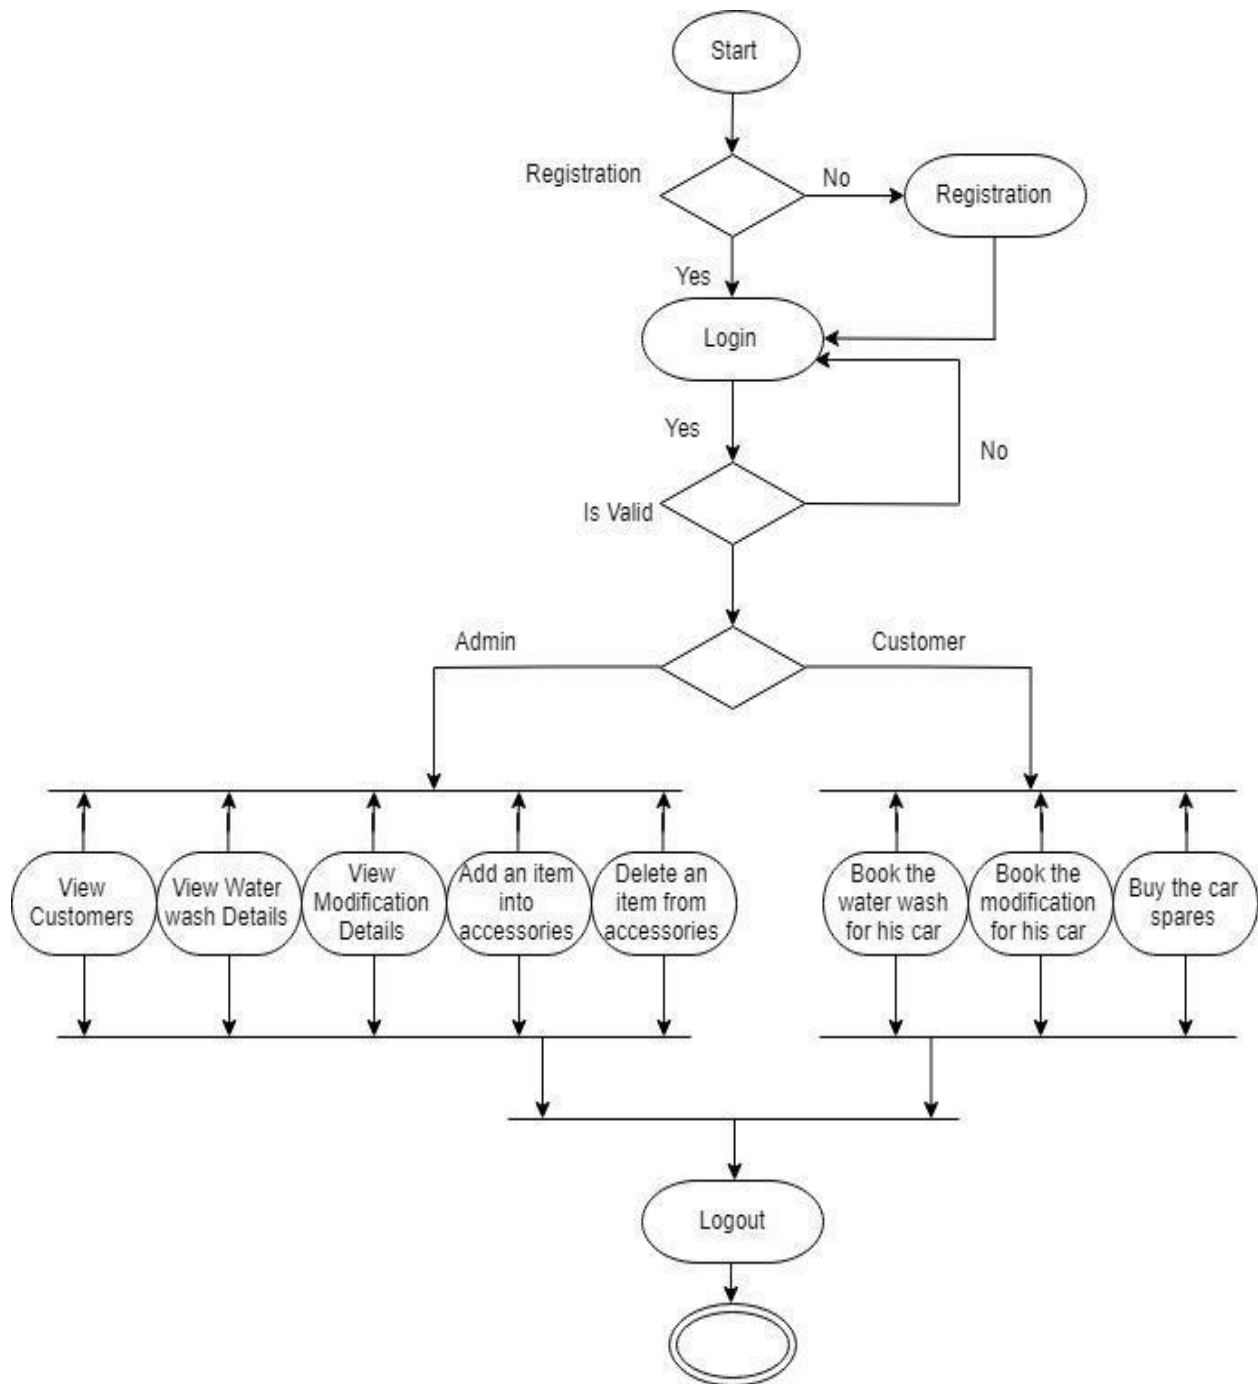 Start
Registration
No
Registration
Yes
Login
Yes
No
Is Valid
Admin
Customer
View
Customers
View Water
wash Details
View
Modification
Details
Add an item
into
accessories
Delete an
item from
accessories
Book the
water wash
for his car
Book the
modification
for his car
Buy the car
spares
Logout